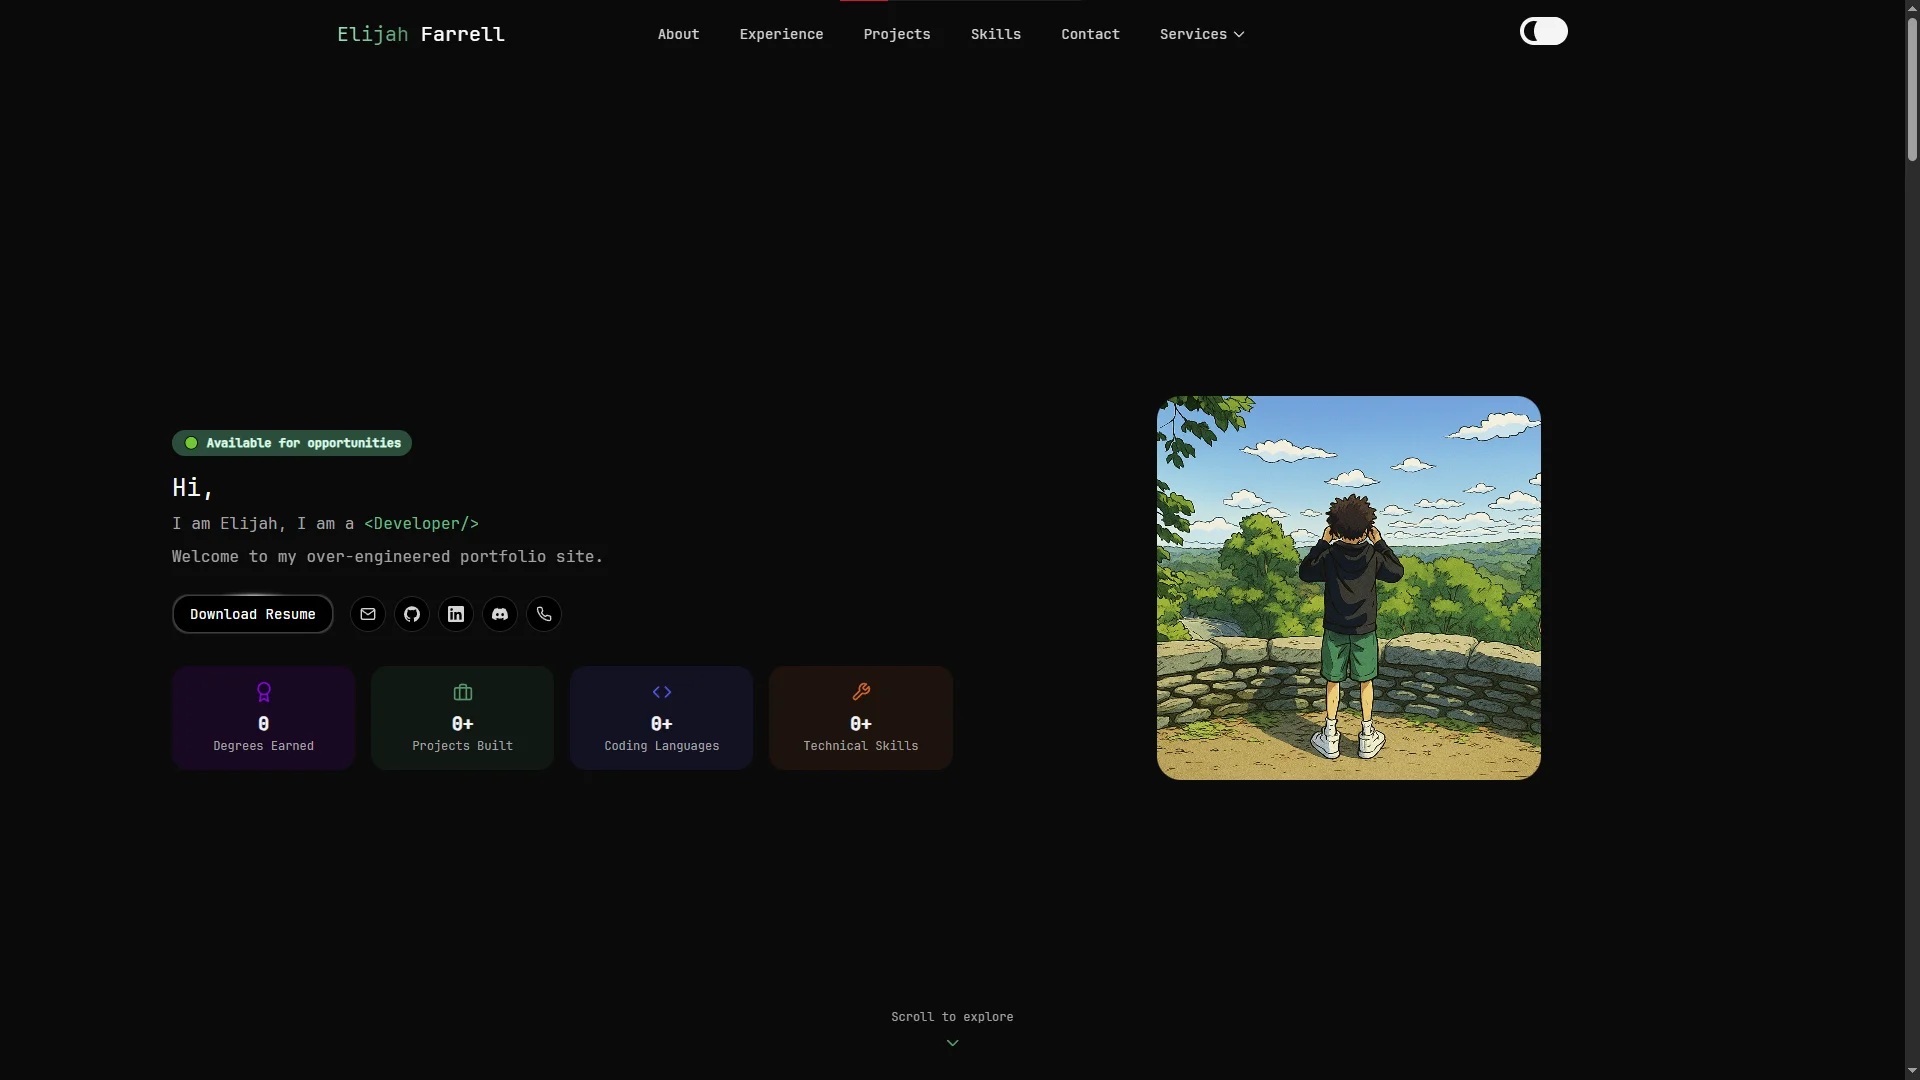 Elijah Farrell
About
Experience
Projects
Skills
Contact
Services
Available for opportunities
Hi,
I am Elijah, I am a <Developer/>
Welcome to my over-engineered portfolio site.
Download Resume
0
Degrees Earned
0+
Projects Built
0+
Coding Languages
0+
Technical Skills
Scroll to explore